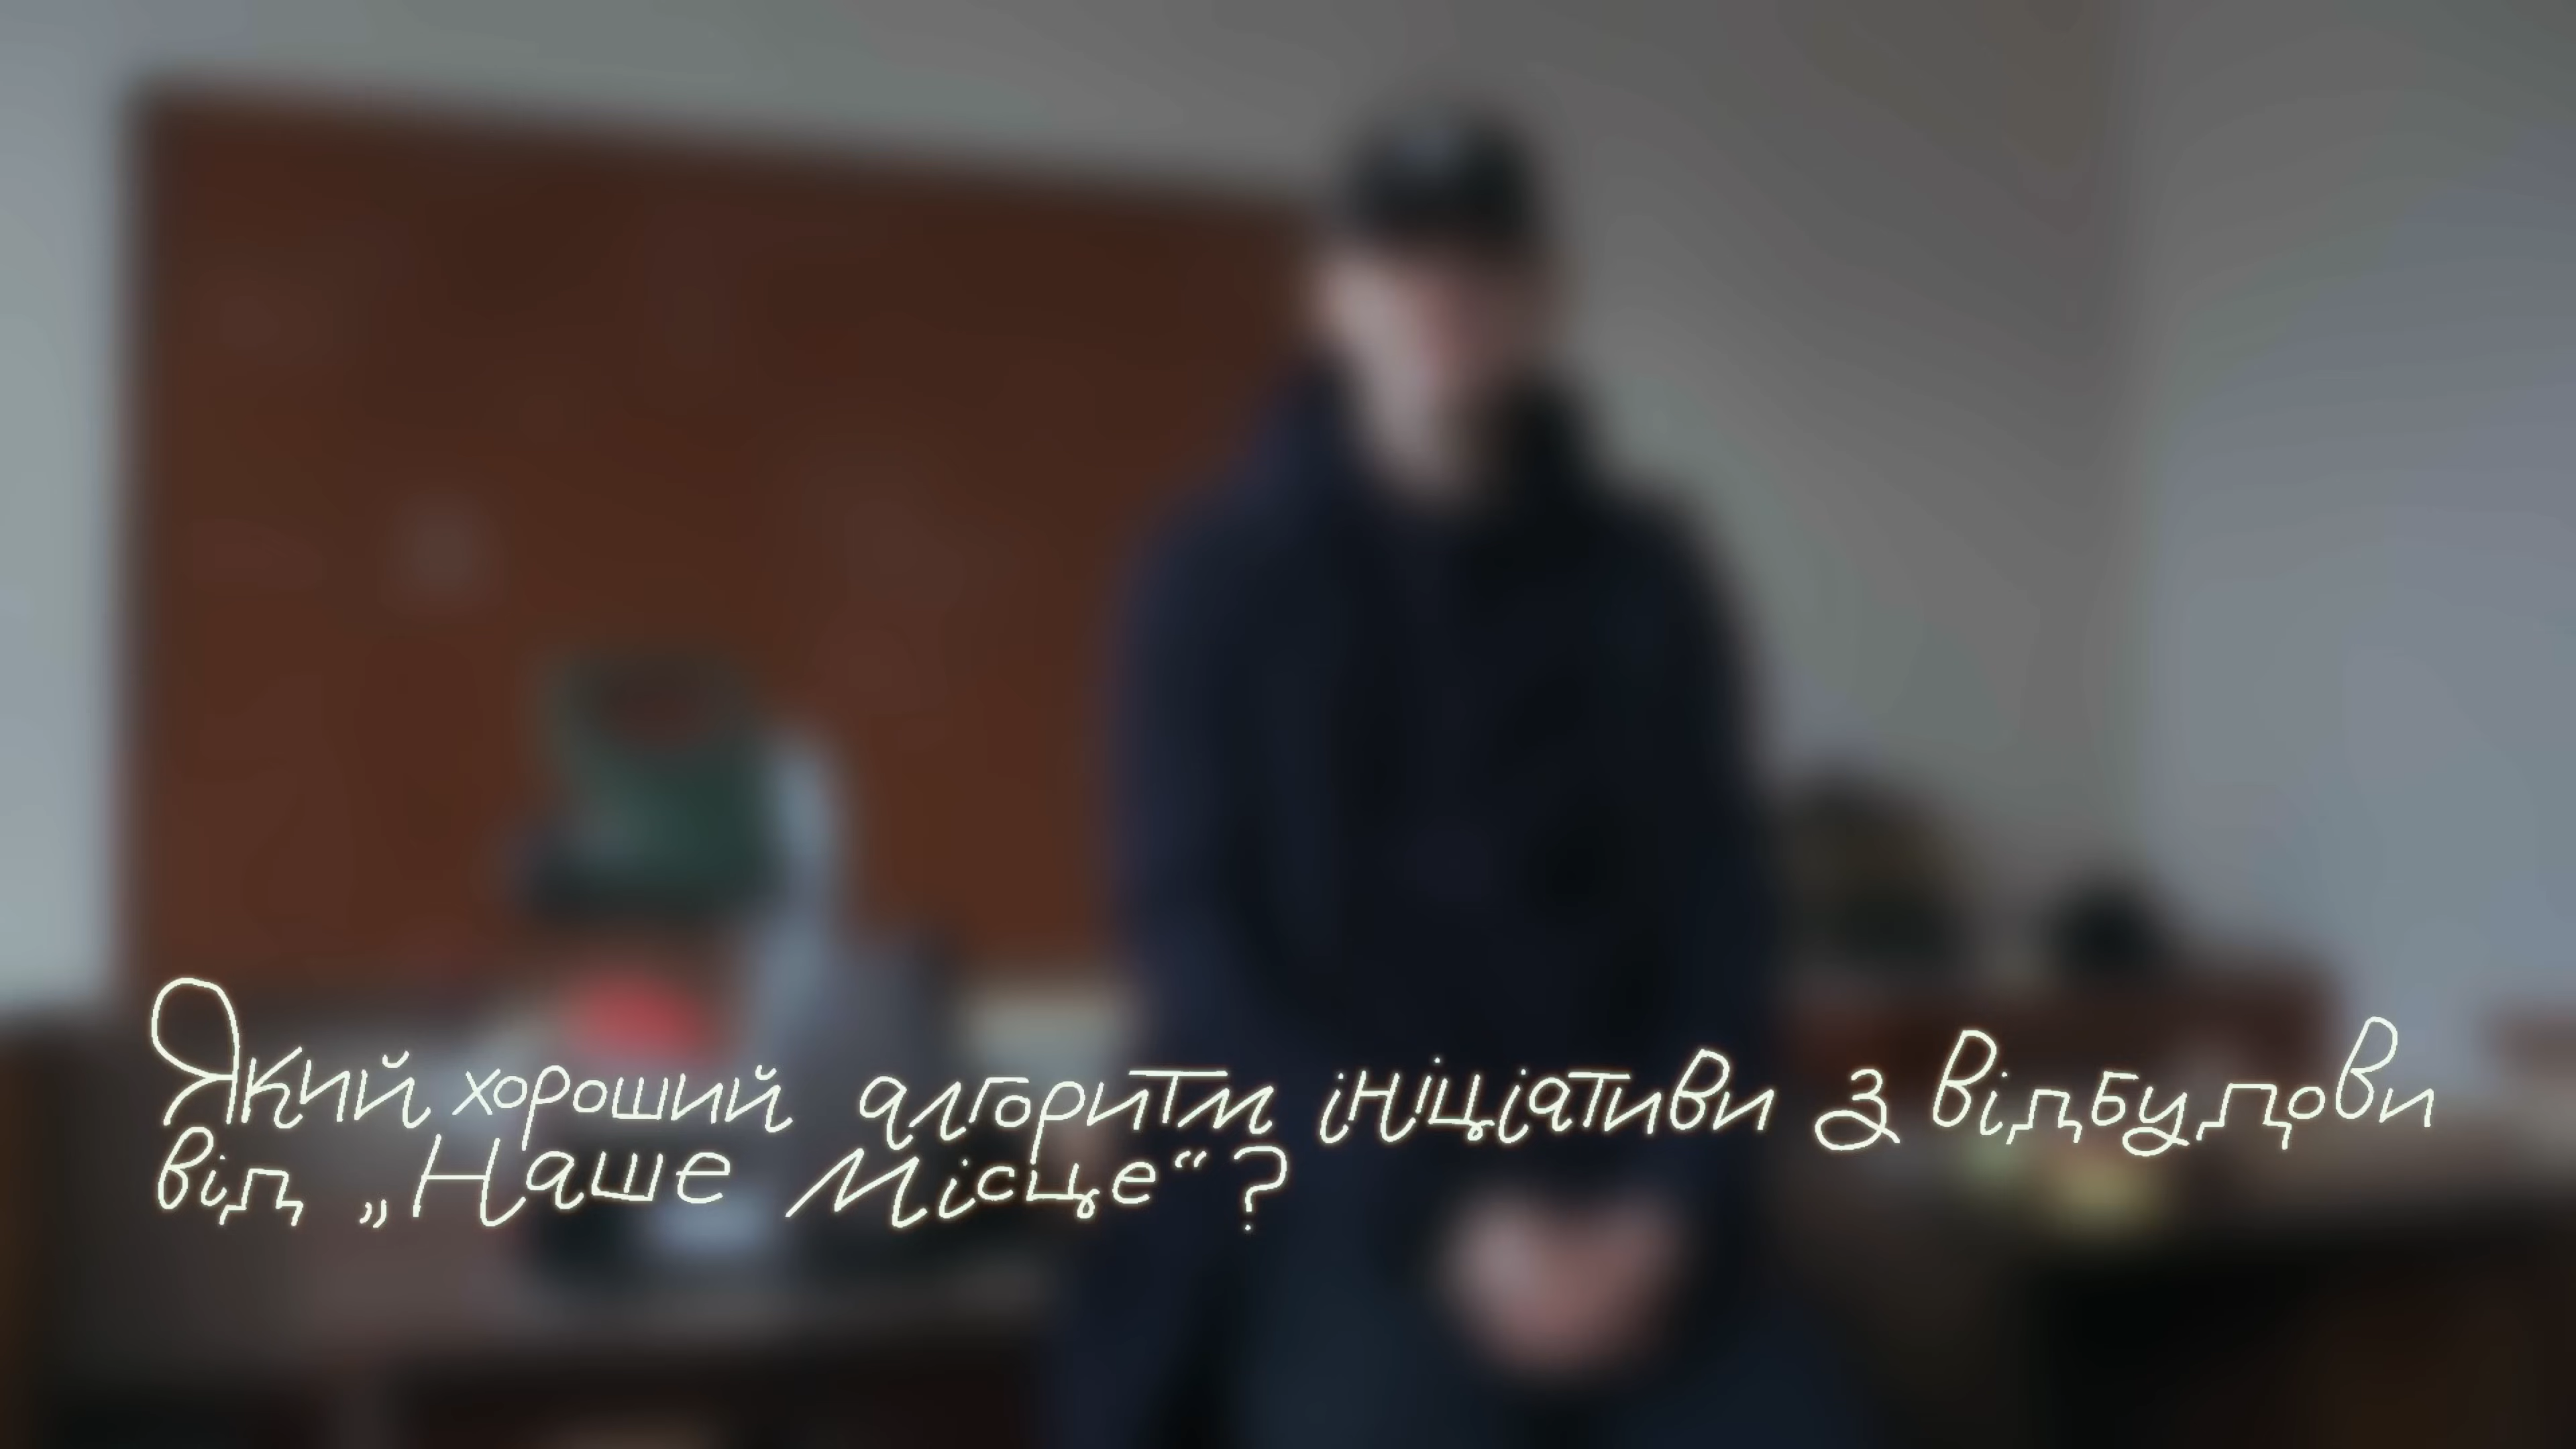 Який хороший алгоритм ініціативи з відбудови
від „Наше Місце“?